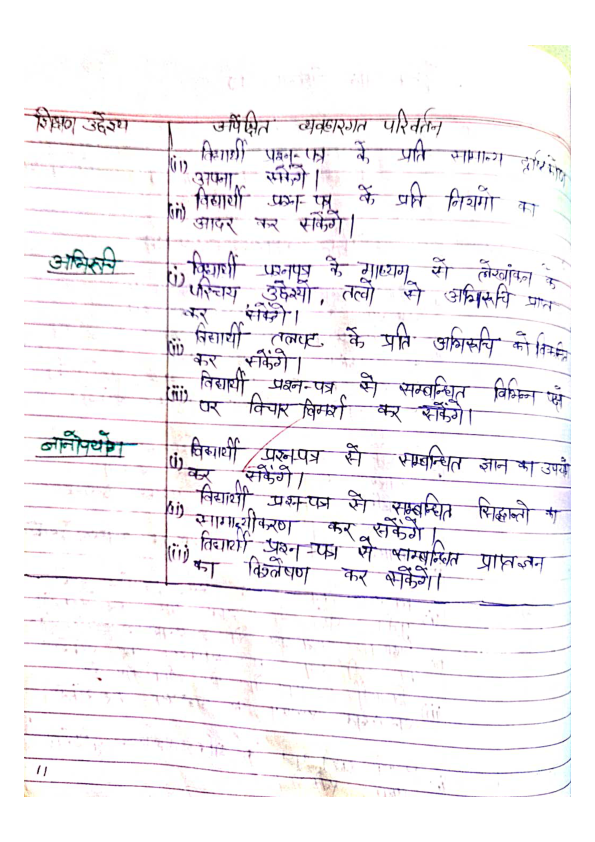 शिक्षण उद्देश्य अपेक्षित व्यवहारगत परिवर्तन
(ii) विद्यार्थी प्रश्न-पत्र के प्रति सामान्य
अपना सकेंगे।
(iii) विद्यार्थी प्रश्न-पत्र के प्रति नियमों का
आदर कर सकेंगे।
अभिरुचि (i) विद्यार्थी प्रश्नपत्र के माध्यम से लेखांकन के
परिचय उद्देश्यों, तत्वों से अभिरुचि प्राप्त
कर सकेंगे।
(ii) विद्यार्थी तलपट के प्रति अभिरुचि को
कर सकेंगे।
(iii) विद्यार्थी प्रश्न-पत्र से सम्बन्धित विभिन्न पक्षों
पर विचार विमर्श कर सकेंगे।
ज्ञानोपयोग (i) विद्यार्थी प्रश्न-पत्र से सम्बन्धित ज्ञान का उपयोग
कर सकेंगे।
(ii) विद्यार्थी प्रश्न-पत्र से सम्बन्धित सिद्धान्तो का
सामान्यीकरण कर सकेंगे।
(iii) विद्यार्थी प्रश्न-पत्र से सम्बन्धित प्राप्त ज्ञान
का विश्लेषण कर सकेंगे।
11